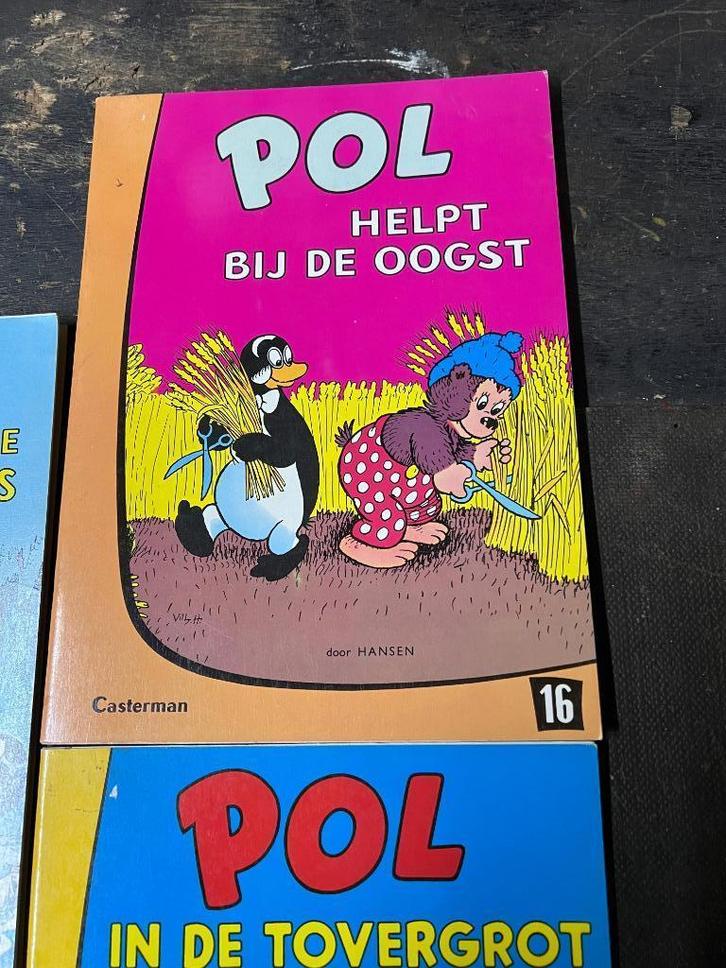 POL
HELPT
BIJ DE OOGST
E
S
door HANSEN
Casterman
16
POL
IN DE TOVERGROT